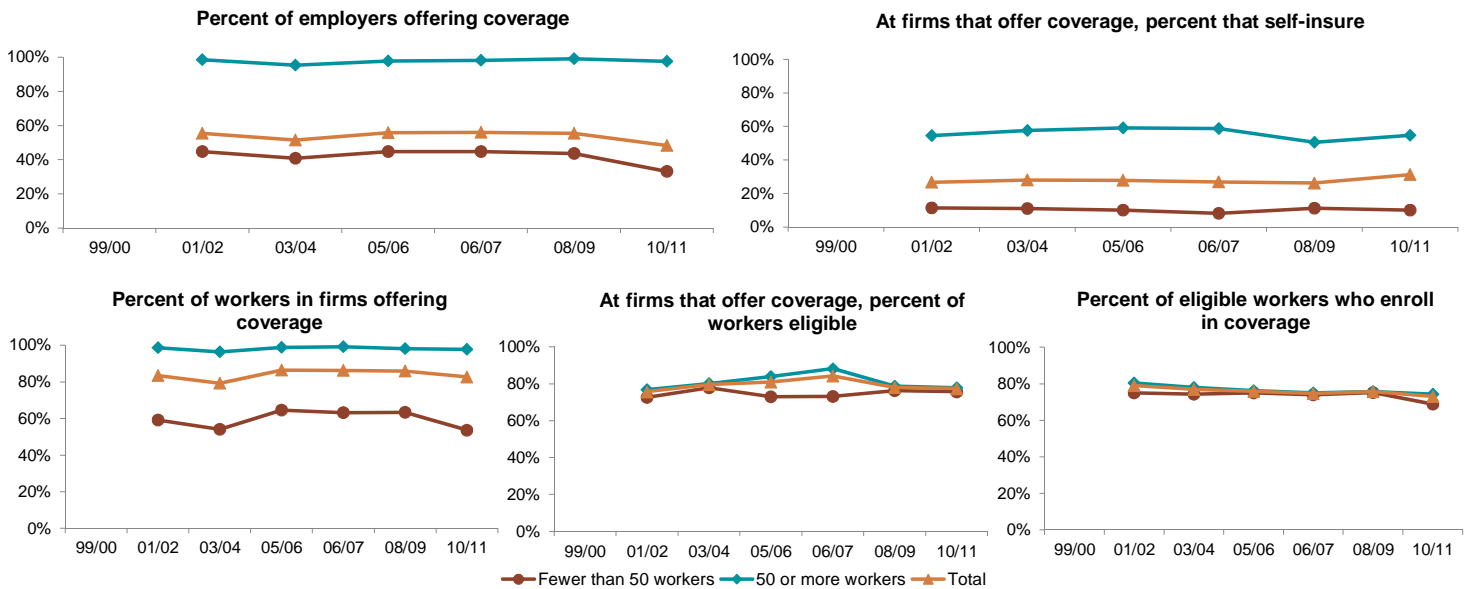 Percent of employers offering coverage
100%
80%
60%
40%
20%
0%
99/00 01/02 03/04 05/06 06/07 08/09 10/11
At firms that offer coverage, percent that self-insure
100%
80%
60%
40%
20%
0%
99/00 01/02 03/04 05/06 06/07 08/09 10/11
Percent of workers in firms offering
coverage
100%
80%
60%
40%
20%
0%
99/00 01/02 03/04 05/06 06/07 08/09 10/11
At firms that offer coverage, percent of
workers eligible
100%
80%
60%
40%
20%
0%
99/00 01/02 03/04 05/06 06/07 08/09 10/11
Percent of eligible workers who enroll
in coverage
100%
80%
60%
40%
20%
0%
99/00 01/02 03/04 05/06 06/07 08/09 10/11
Fewer than 50 workers 50 or more workers Total